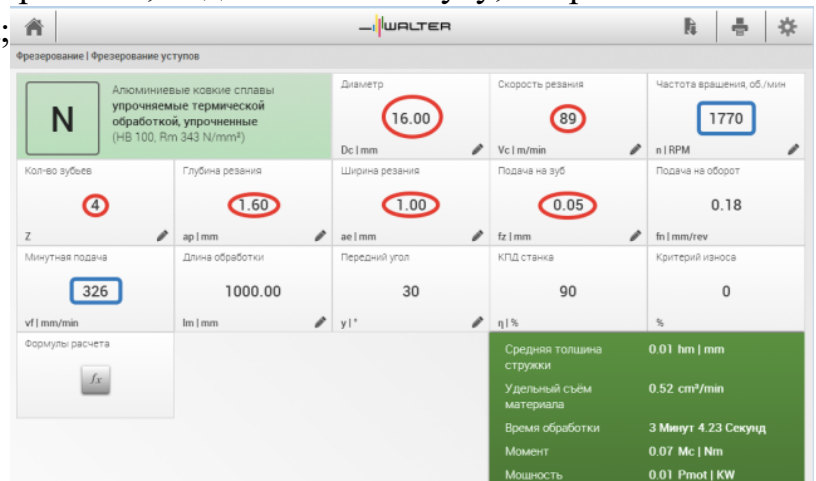 ;
WALTER
Фрезерование | Фрезерование уступов
N
Алюминиевые ковкие сплавы
упрочняемые термической
обработкой, упрочненные
(HB 100, Rm 343 N/mm²)
Диаметр
16.00
Dc | mm
Скорость резания
89
Vc | m/min
Частота вращения, об./мин
1770
n | RPM
Кол-во зубьев
4
Z
Глубина резания
1.60
ap | mm
Ширина резания
1.00
ae | mm
Подача на зуб
0.05
fz | mm
Подача на оборот
0.18
fn | mm/rev
Минутная подача
326
vf | mm/min
Длина обработки
1000.00
lm | mm
Передний угол
30
γ | °
КПД станка
90
η | %
Критерий износа
0
%
Формулы расчета
fx
Средняя толщина
стружки
0.01 hm | mm
Удельный съём
материала
0.52 cm³/min
Время обработки
3 Минут 4.23 Секунд
Момент
0.07 Mc | Nm
Мощность
0.01 Pmot | KW